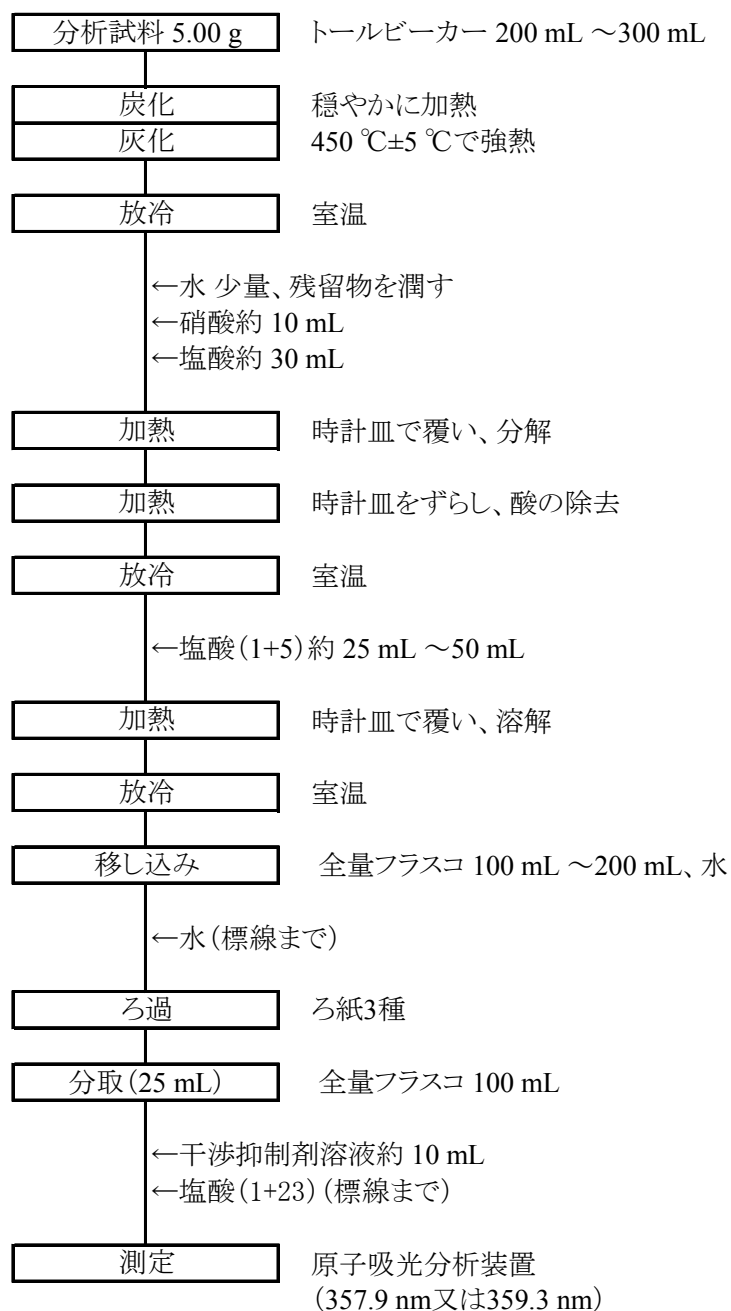 分析試料 5.00 g トールビーカー 200 mL ～300 mL
炭化 穏やかに加熱
灰化 450 ℃±5 ℃で強熱
放冷 室温
←水 少量、残留物を潤す
←硝酸約 10 mL
←塩酸約 30 mL
加熱 時計皿で覆い、分解
加熱 時計皿をずらし、酸の除去
放冷 室温
←塩酸（1+5）約 25 mL ～50 mL
加熱 時計皿で覆い、溶解
放冷 室温
移し込み 全量フラスコ 100 mL ～200 mL、水
←水（標線まで）
ろ過 ろ紙3種
分取（25 mL） 全量フラスコ 100 mL
←干渉抑制剤溶液約 10 mL
←塩酸（1+23）（標線まで）
測定 原子吸光分析装置
（357.9 nm又は359.3 nm）